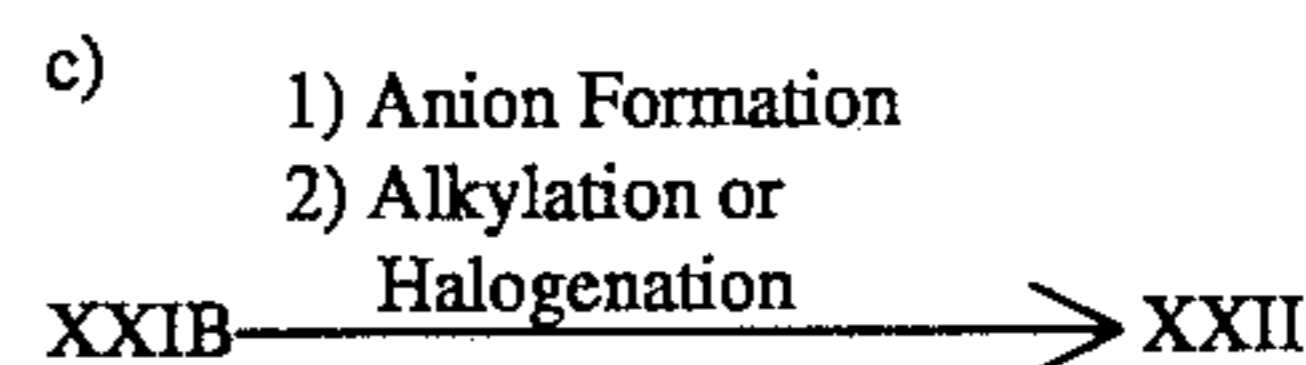 c)
1) Anion Formation
2) Alkylation or
Halogenation
XXIB XXII